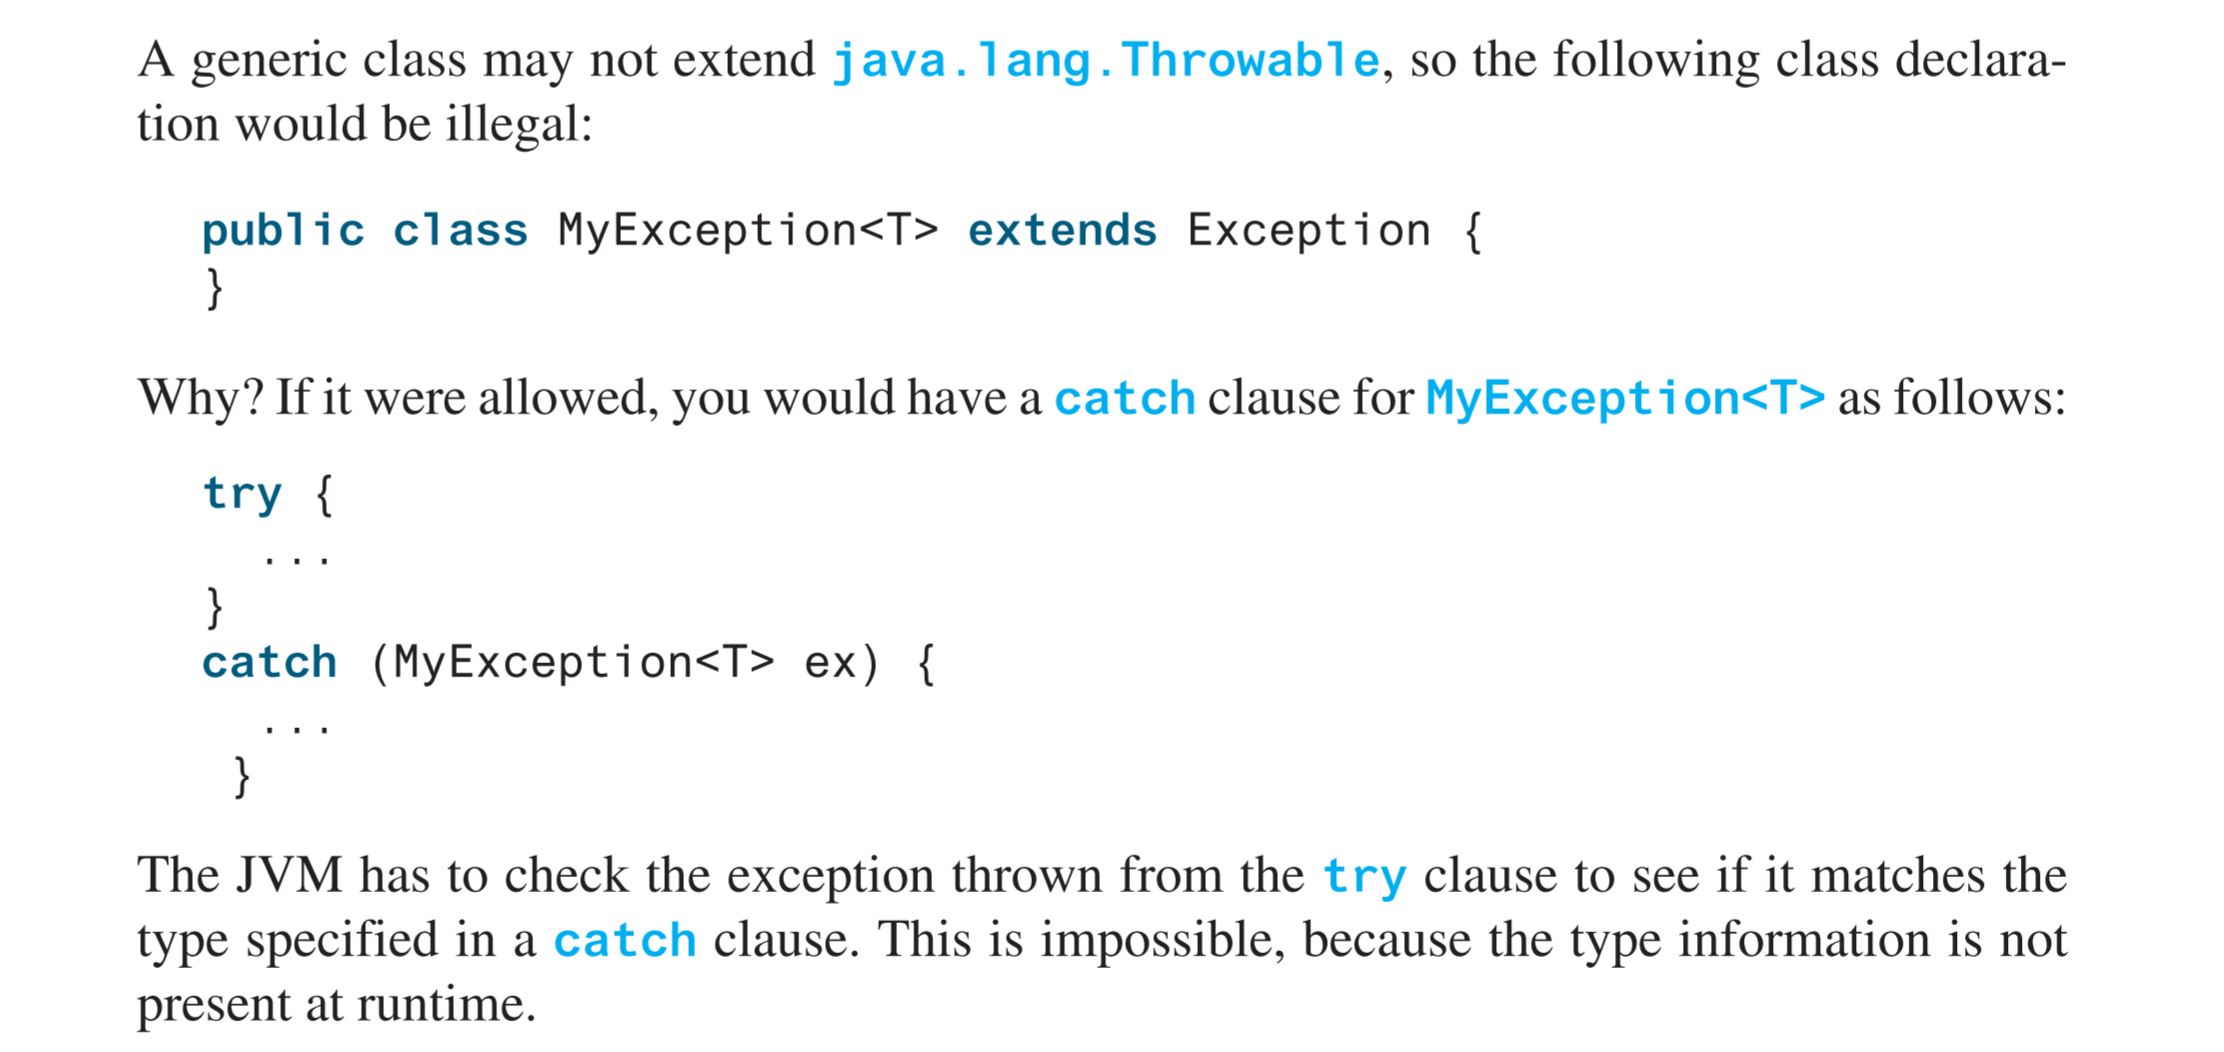 A generic class may not extend java.lang.Throwable, so the following class declara-
tion would be illegal:
public class MyException<T> extends Exception {
}
Why? If it were allowed, you would have a catch clause for MyException<T> as follows:
try {
...
}
catch (MyException<T> ex) {
...
}
The JVM has to check the exception thrown from the try clause to see if it matches the
type specified in a catch clause. This is impossible, because the type information is not
present at runtime.